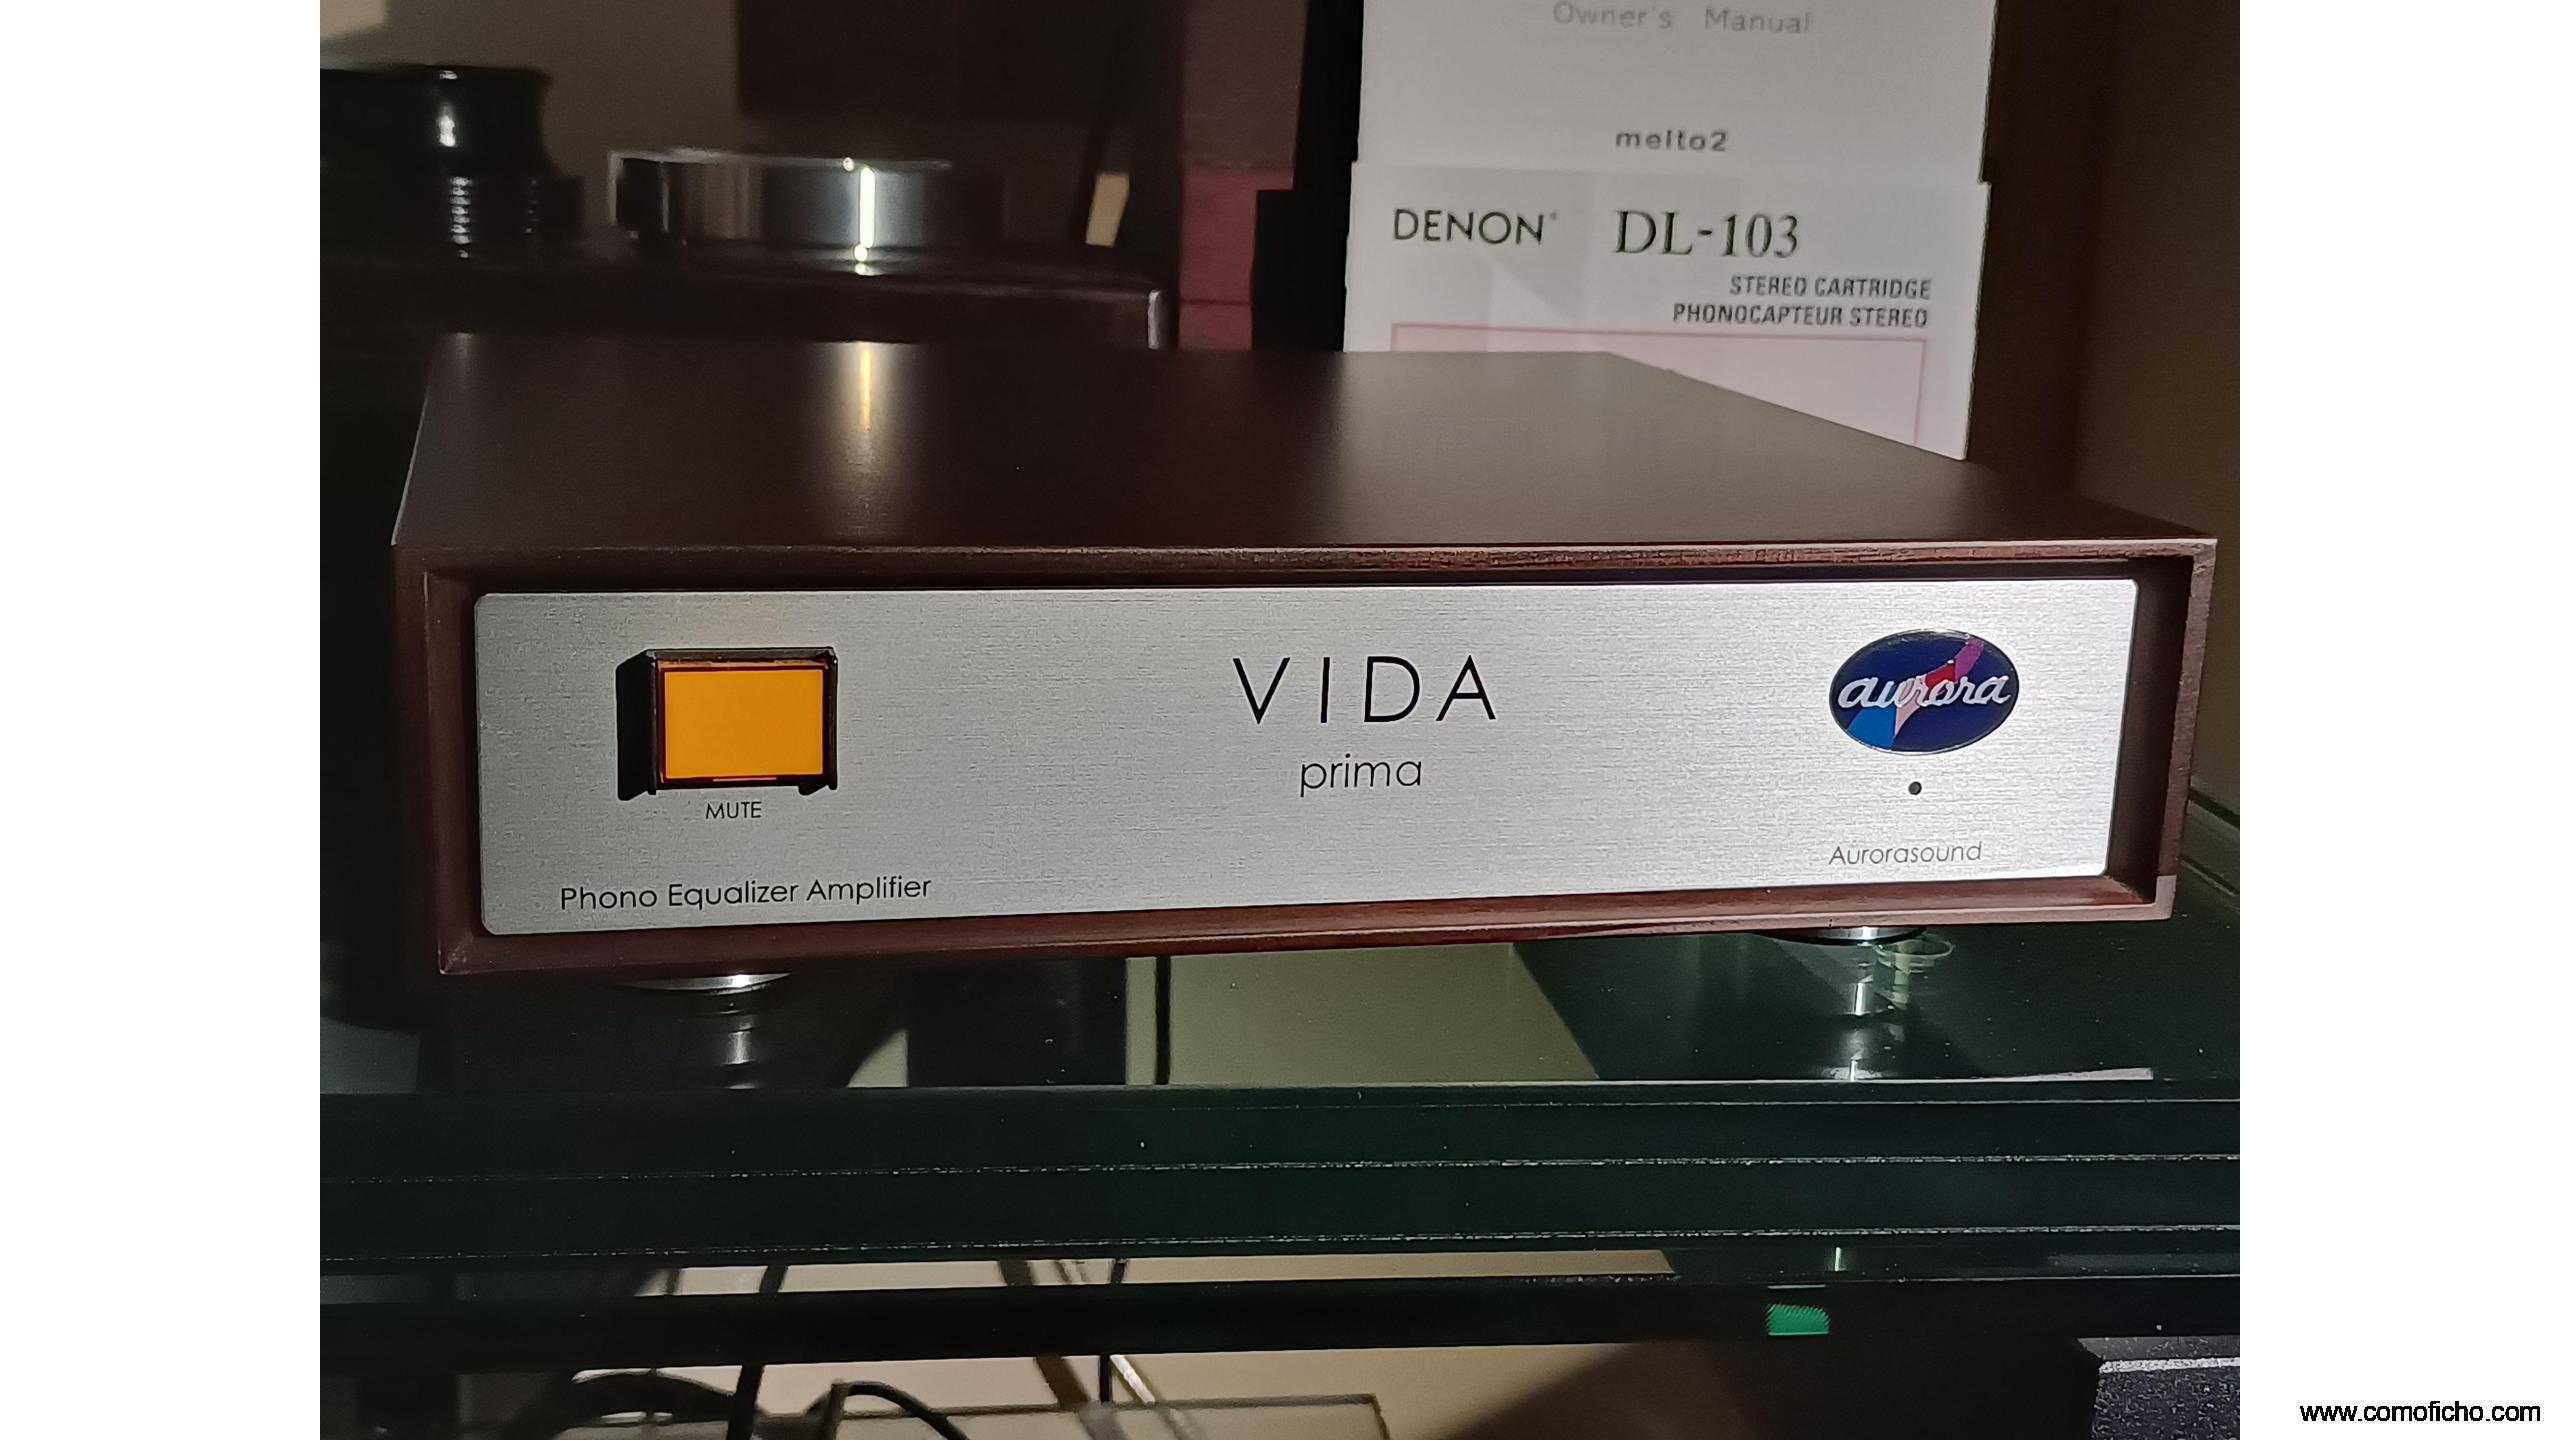 Owner's Manual
melto2
DENON® DL-103
STEREO CARTRIDGE
PHONOCAPTEUR STEREO
VIDA
prima
aurora
MUTE
Aurorasound
Phono Equalizer Amplifier
www.comoficho.com